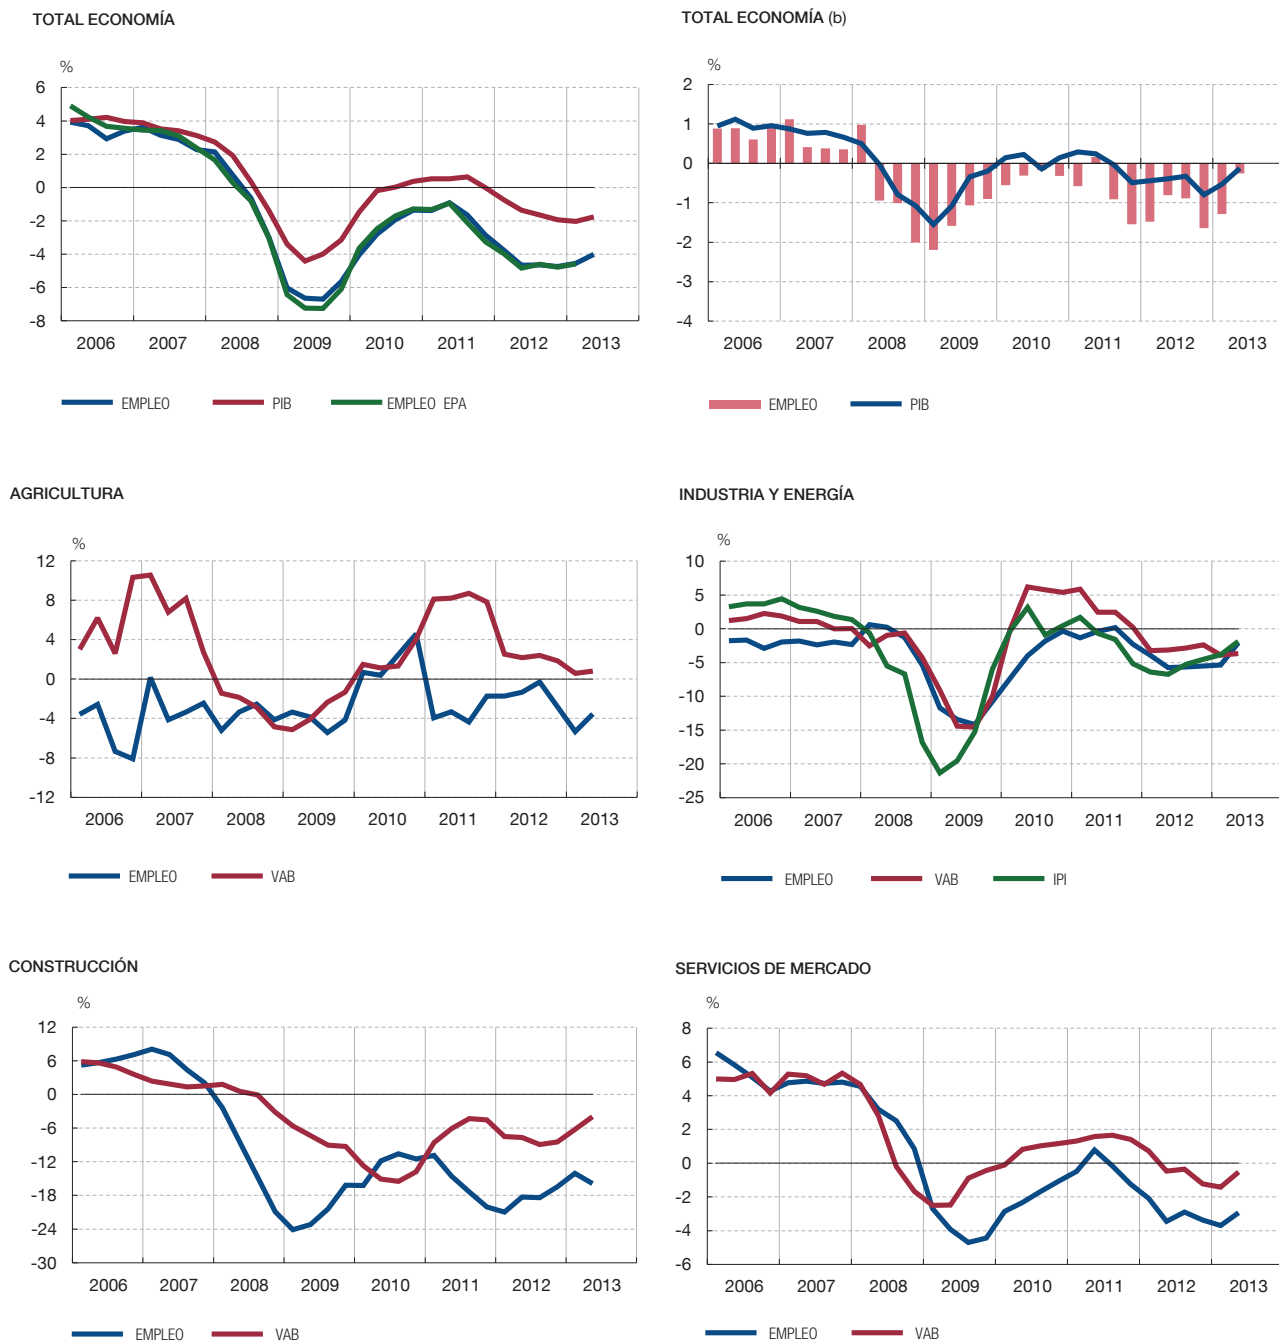 TOTAL ECONOMÍA
%
6
4
2
0
-2
-4
-6
-8
2006 2007 2008 2009 2010 2011 2012 2013
EMPLEO PIB EMPLEO EPA
TOTAL ECONOMÍA (b)
%
2
1
0
-1
-2
-3
-4
2006 2007 2008 2009 2010 2011 2012 2013
EMPLEO PIB
AGRICULTURA
%
12
8
4
0
-4
-8
-12
2006 2007 2008 2009 2010 2011 2012 2013
EMPLEO VAB
INDUSTRIA Y ENERGÍA
%
10
5
0
-5
-10
-15
-20
-25
2006 2007 2008 2009 2010 2011 2012 2013
EMPLEO VAB IPI
CONSTRUCCIÓN
%
12
6
0
-6
-12
-18
-24
-30
2006 2007 2008 2009 2010 2011 2012 2013
EMPLEO VAB
SERVICIOS DE MERCADO
%
8
6
4
2
0
-2
-4
-6
2006 2007 2008 2009 2010 2011 2012 2013
EMPLEO VAB